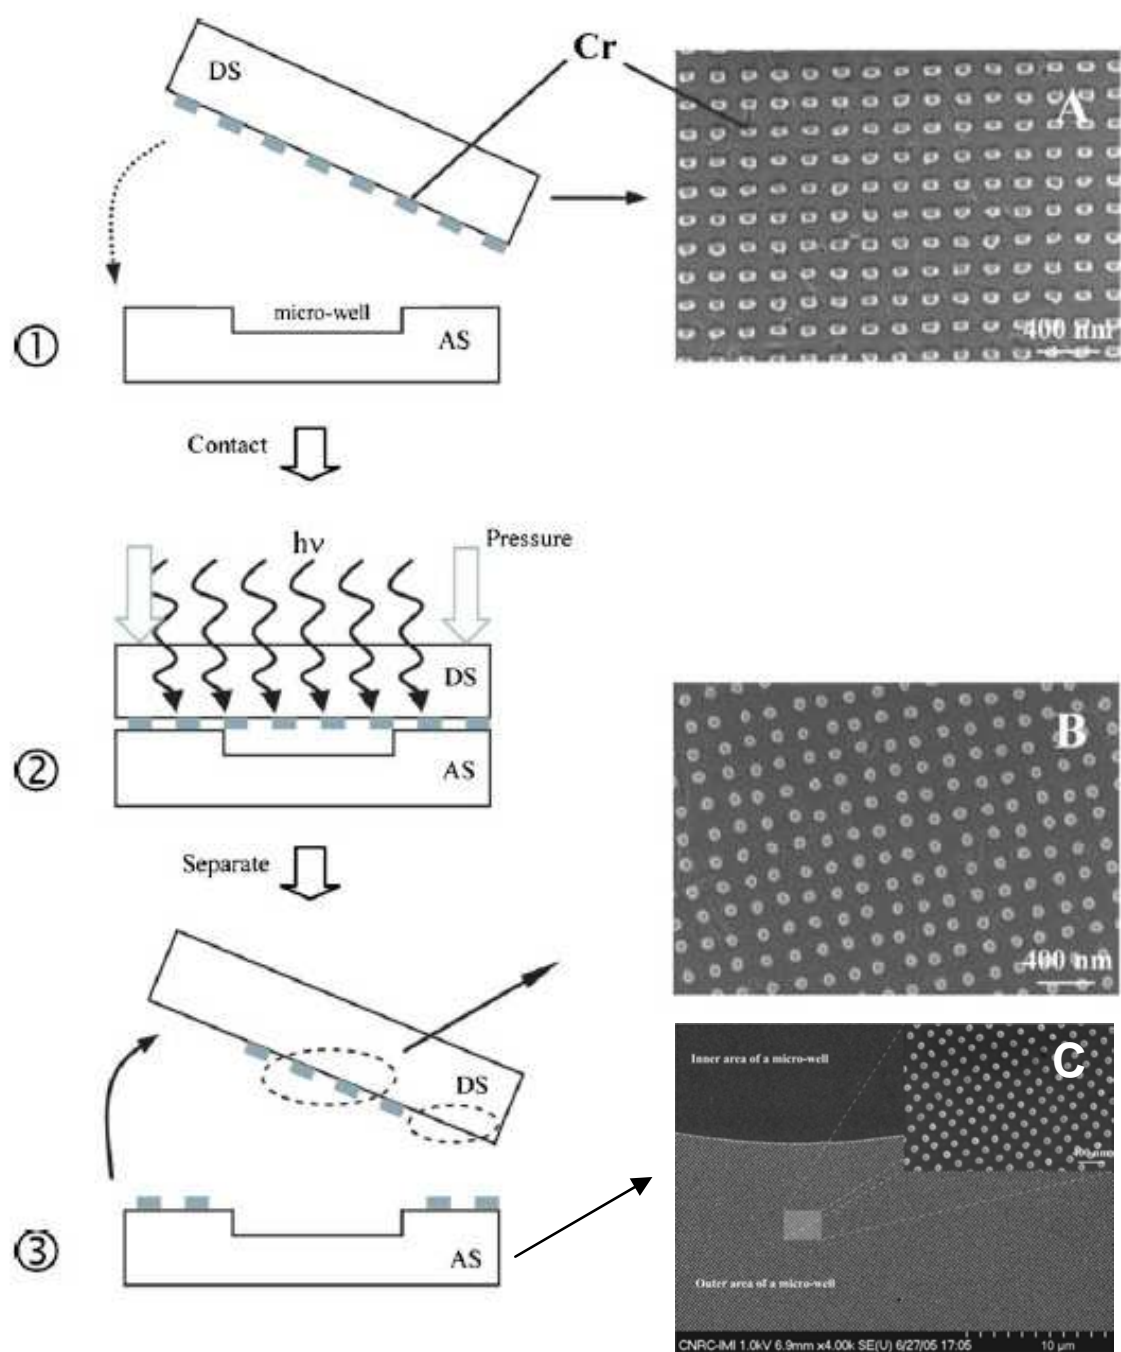 DS
Cr
A
400 nm
micro-well
AS
①
Contact
hν
Pressure
DS
AS
②
B
400 nm
Separate
DS
AS
③
Inner area of a micro-well
C
400 nm
Outer area of a micro-well
CNRC-IMI 1.0kV 6.9mm x4.00k SE(U) 6/27/05 17:05
10 µm